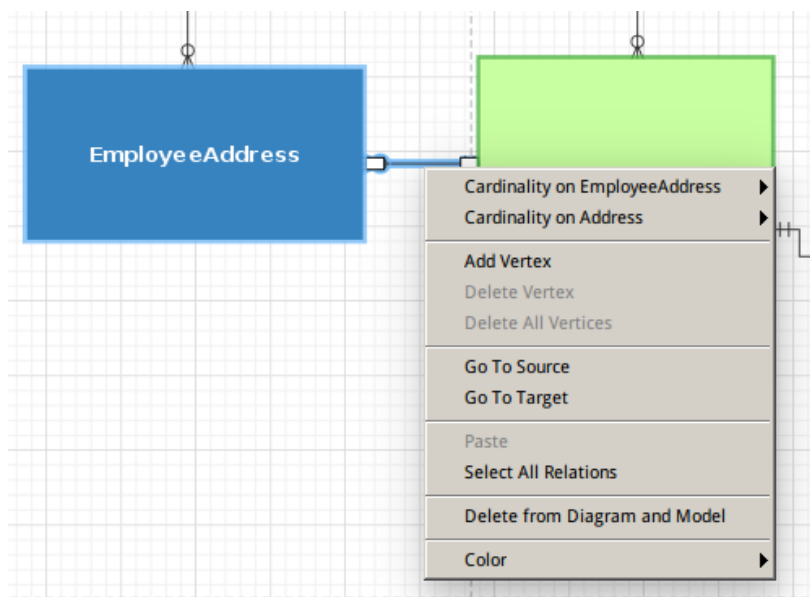 EmployeeAddress
Cardinality on EmployeeAddress
Cardinality on Address
Add Vertex
Delete Vertex
Delete All Vertices
Go To Source
Go To Target
Paste
Select All Relations
Delete from Diagram and Model
Color